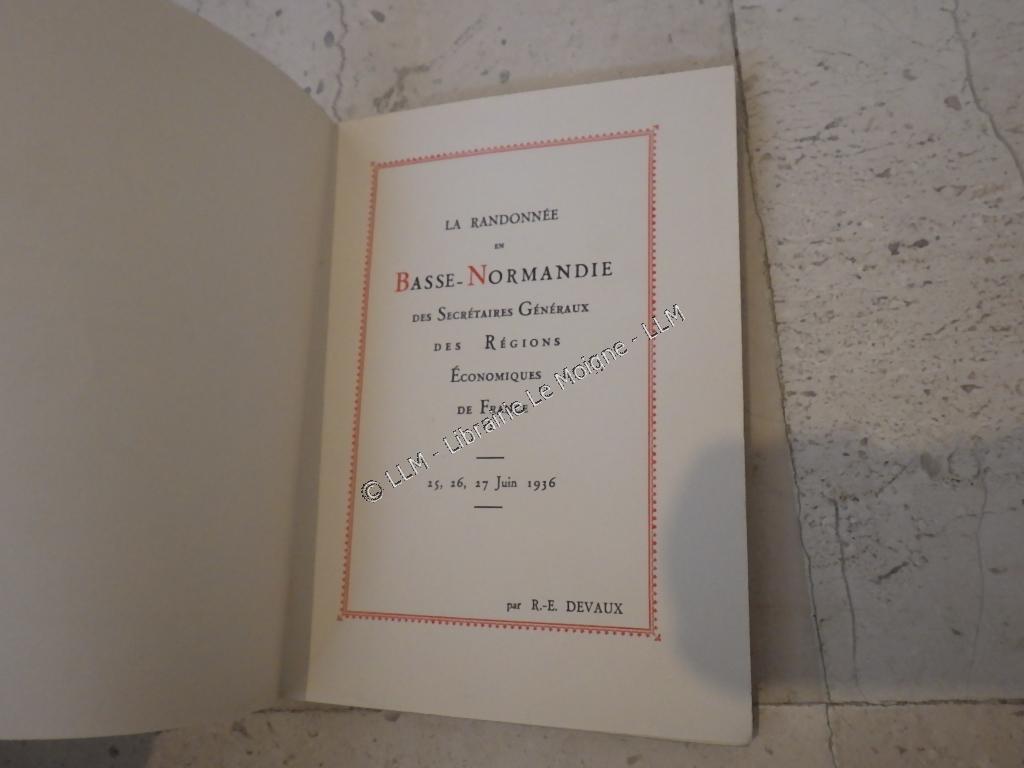 LA RANDONNÉE
EN
BASSE-NORMANDIE
DES SECRÉTAIRES GÉNÉRAUX
DES RÉGIONS
ÉCONOMIQUES
DE FRANCE
25, 26, 27 Juin 1936
par R.-E. DEVAUX
© LLM - Librairie Le Moigne - LLM